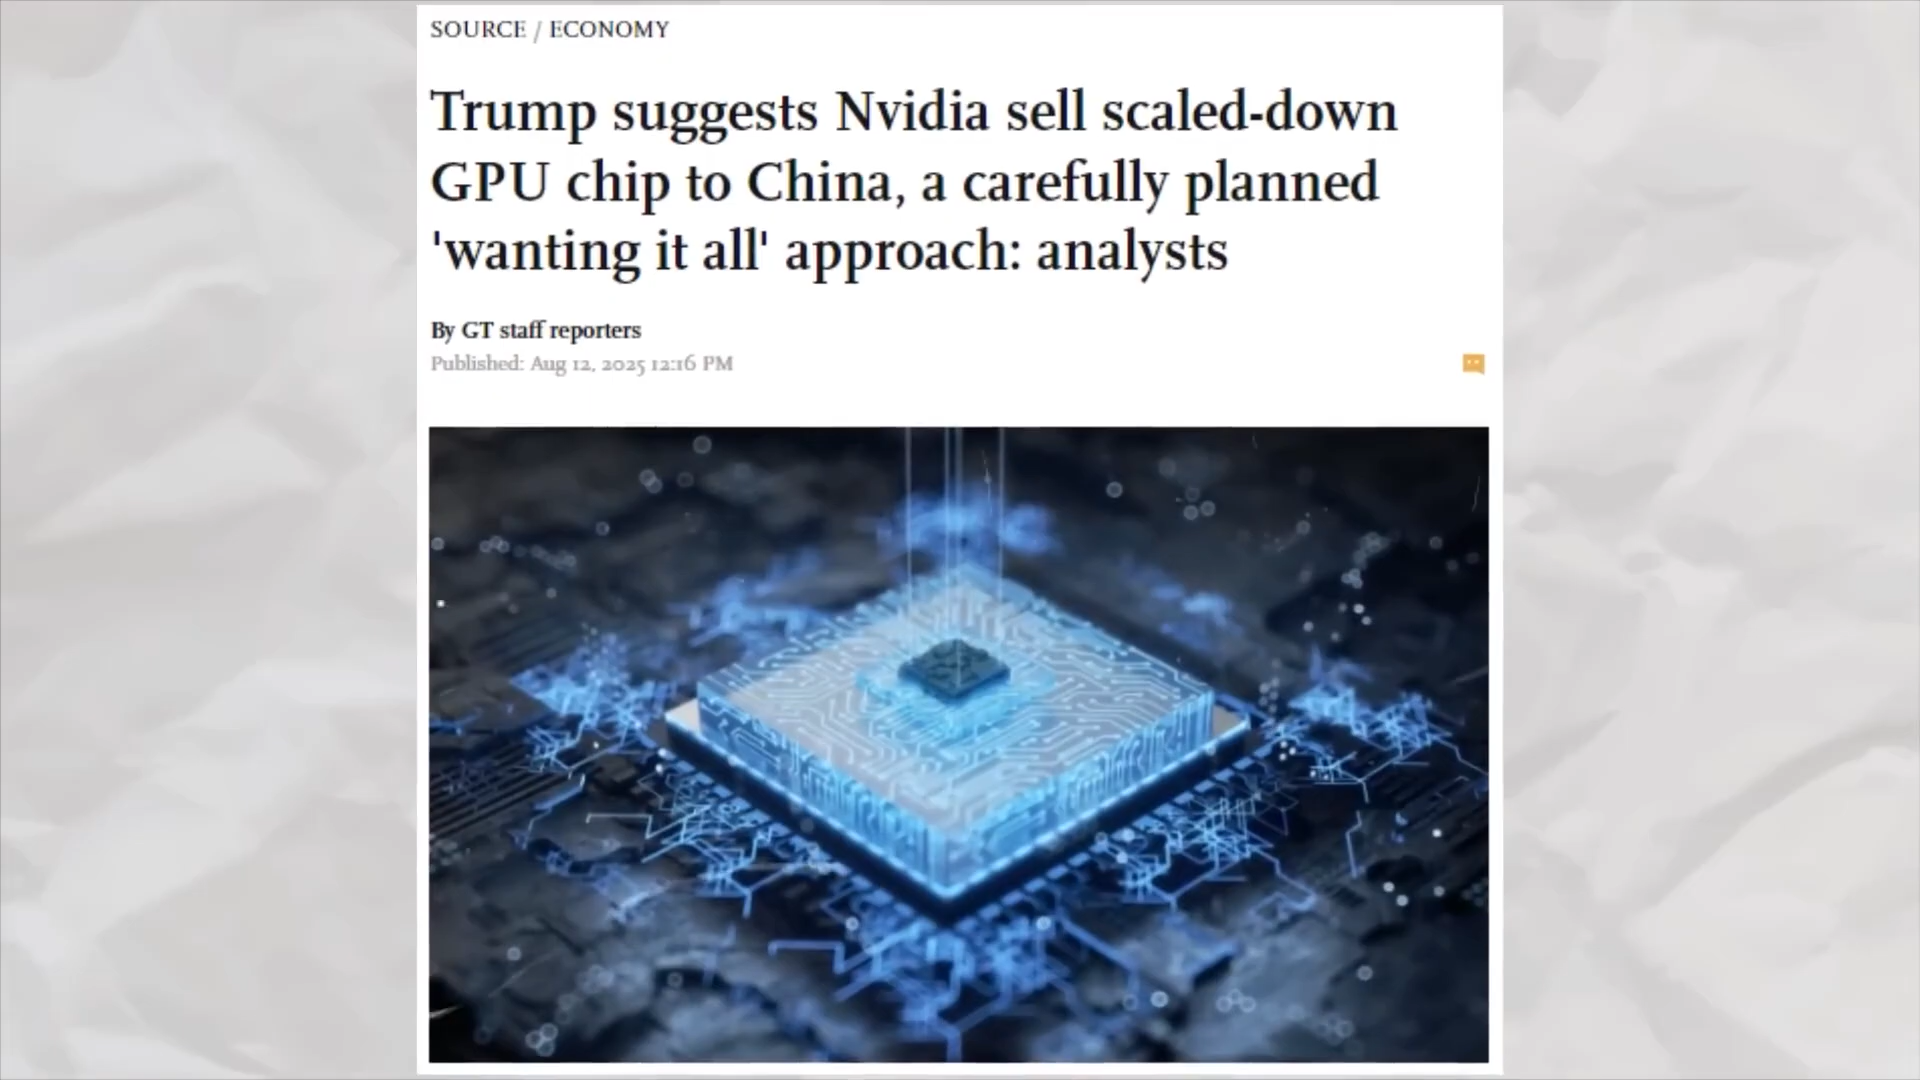 SOURCE / ECONOMY
Trump suggests Nvidia sell scaled-down
GPU chip to China, a carefully planned
'wanting it all' approach: analysts
By GT staff reporters
Published: Aug 12, 2025 12:16 PM